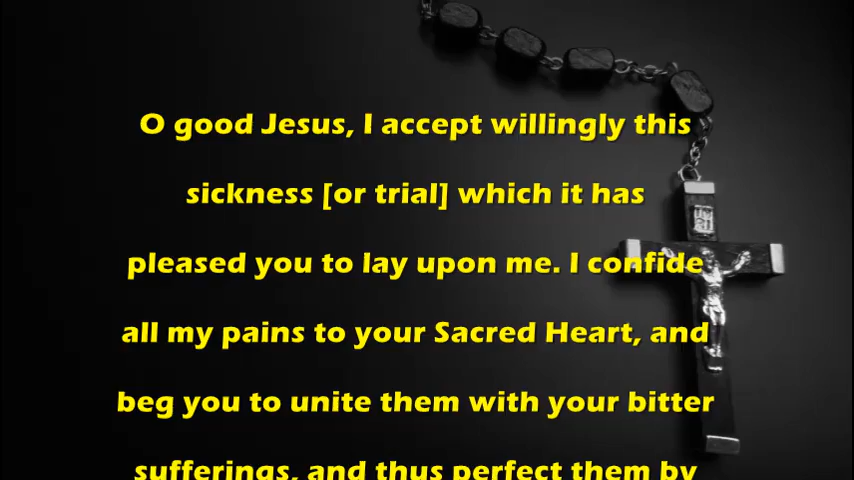 O good Jesus, I accept willingly this
sickness [or trial] which it has
pleased you to lay upon me. I confide
all my pains to your Sacred Heart, and
beg you to unite them with your bitter
sufferings, and thus perfect them by